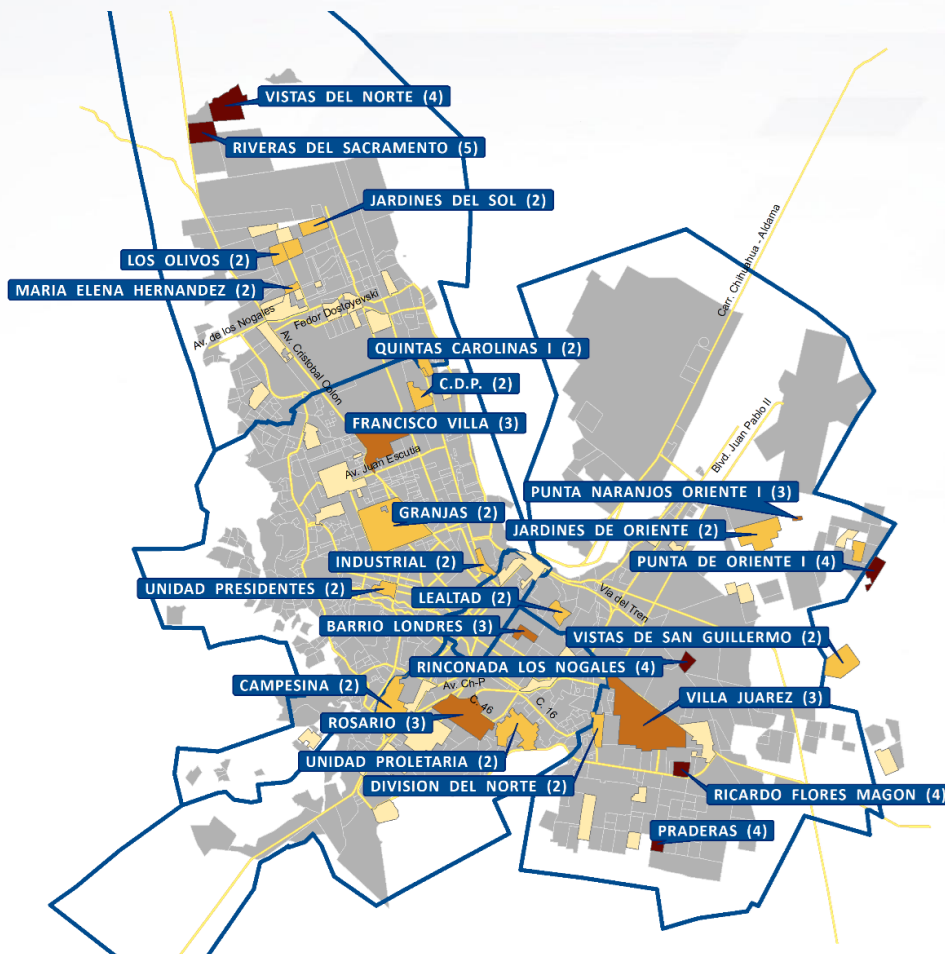 VISTAS DEL NORTE (4)
RIVERAS DEL SACRAMENTO (5)
JARDINES DEL SOL (2)
LOS OLIVOS (2)
MARIA ELENA HERNANDEZ (2)
Carr. Chihuahua - Aldama
Av. de los Nogales
Fedor Dostoyevski
Av. Cristobal Colon
QUINTAS CAROLINAS I (2)
C.D.P. (2)
Blvd. Juan Pablo II
FRANCISCO VILLA (3)
Av. Juan Escutia
PUNTA NARANJOS ORIENTE I (3)
GRANJAS (2)
JARDINES DE ORIENTE (2)
INDUSTRIAL (2)
PUNTA DE ORIENTE I (4)
UNIDAD PRESIDENTES (2)
LEALTAD (2)
Via del Tren
BARRIO LONDRES (3)
VISTAS DE SAN GUILLERMO (2)
RINCONADA LOS NOGALES (4)
CAMPESINA (2)
Av. Ch-P
VILLA JUAREZ (3)
C. 46
C. 16
ROSARIO (3)
UNIDAD PROLETARIA (2)
DIVISION DEL NORTE (2)
RICARDO FLORES MAGON (4)
PRADERAS (4)